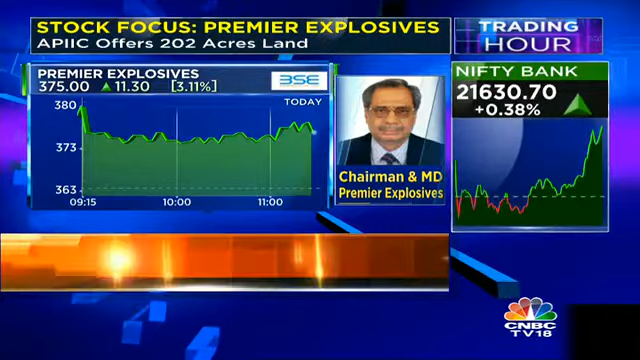 STOCK FOCUS: PREMIER EXPLOSIVES
APIIC Offers 202 Acres Land
TRADING
HOUR
PREMIER EXPLOSIVES
375.00 ▲ 11.30 [3.11%]
BSE
TODAY
380
373
363
09:15
10:00
11:00
Chairman & MD
Premier Explosives
NIFTY BANK
21630.70
+0.38%
CNBC
TV18